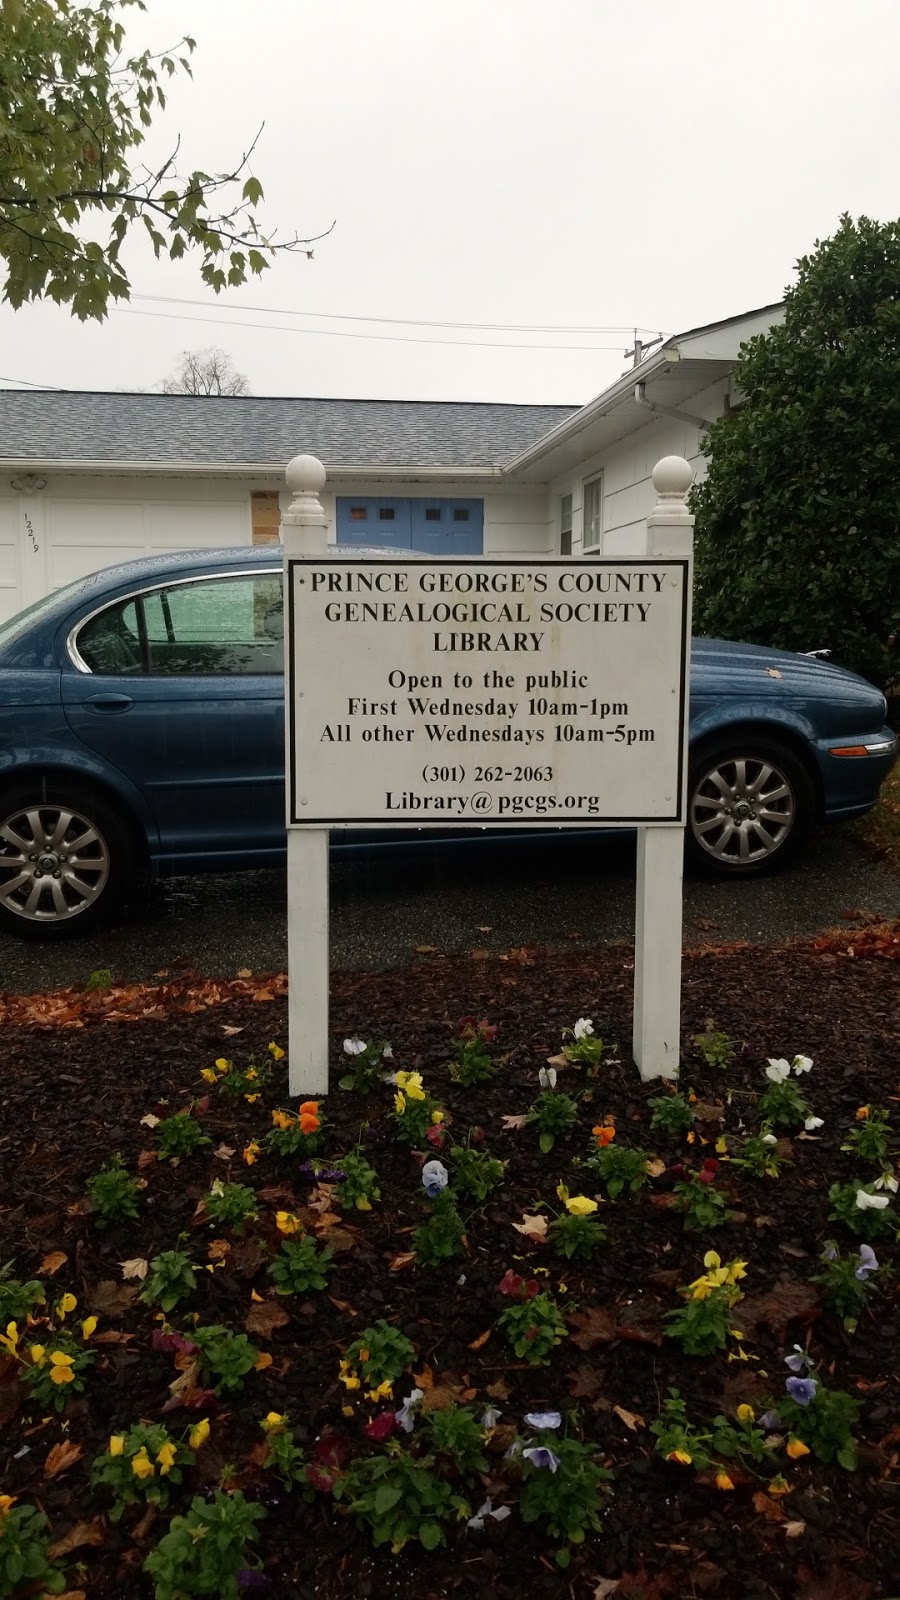 12219
PRINCE GEORGE'S COUNTY
GENEALOGICAL SOCIETY
LIBRARY
Open to the public
First Wednesday 10am-1pm
All other Wednesdays 10am-5pm
(301) 262-2063
Library@pgcgs.org